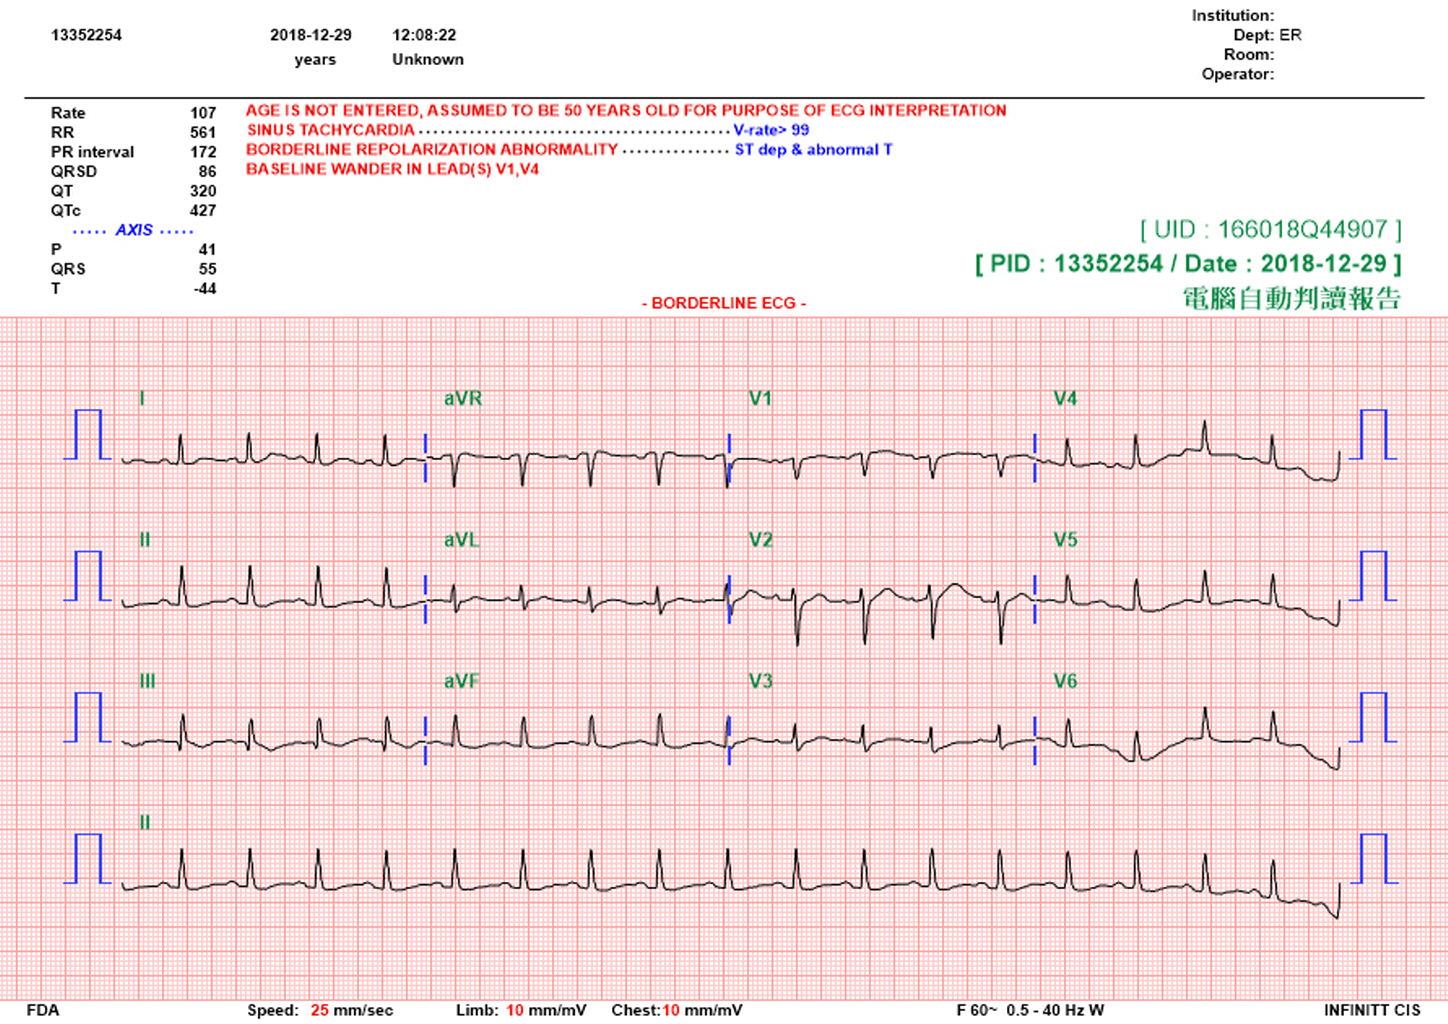 Institution:
13352254 2018-12-29 12:08:22 Dept: ER
years Unknown Room:
Operator:
Rate 107 AGE IS NOT ENTERED, ASSUMED TO BE 50 YEARS OLD FOR PURPOSE OF ECG INTERPRETATION
RR 561 SINUS TACHYCARDIA ........................................ V-rate> 99
PR interval 172 BORDERLINE REPOLARIZATION ABNORMALITY ............... ST dep & abnormal T
QRSD 86 BASELINE WANDER IN LEAD(S) V1,V4
QT 320
QTc 427
..... AXIS .....
P 41
QRS 55
T -44
[ UID : 166018Q44907 ]
[ PID : 13352254 / Date : 2018-12-29 ]
電腦自動判讀報告
- BORDERLINE ECG -
I aVR V1 V4
II aVL V2 V5
III aVF V3 V6
II
FDA Speed: 25 mm/sec Limb: 10 mm/mV Chest:10 mm/mV F 60~ 0.5 - 40 Hz W INFINITT CIS